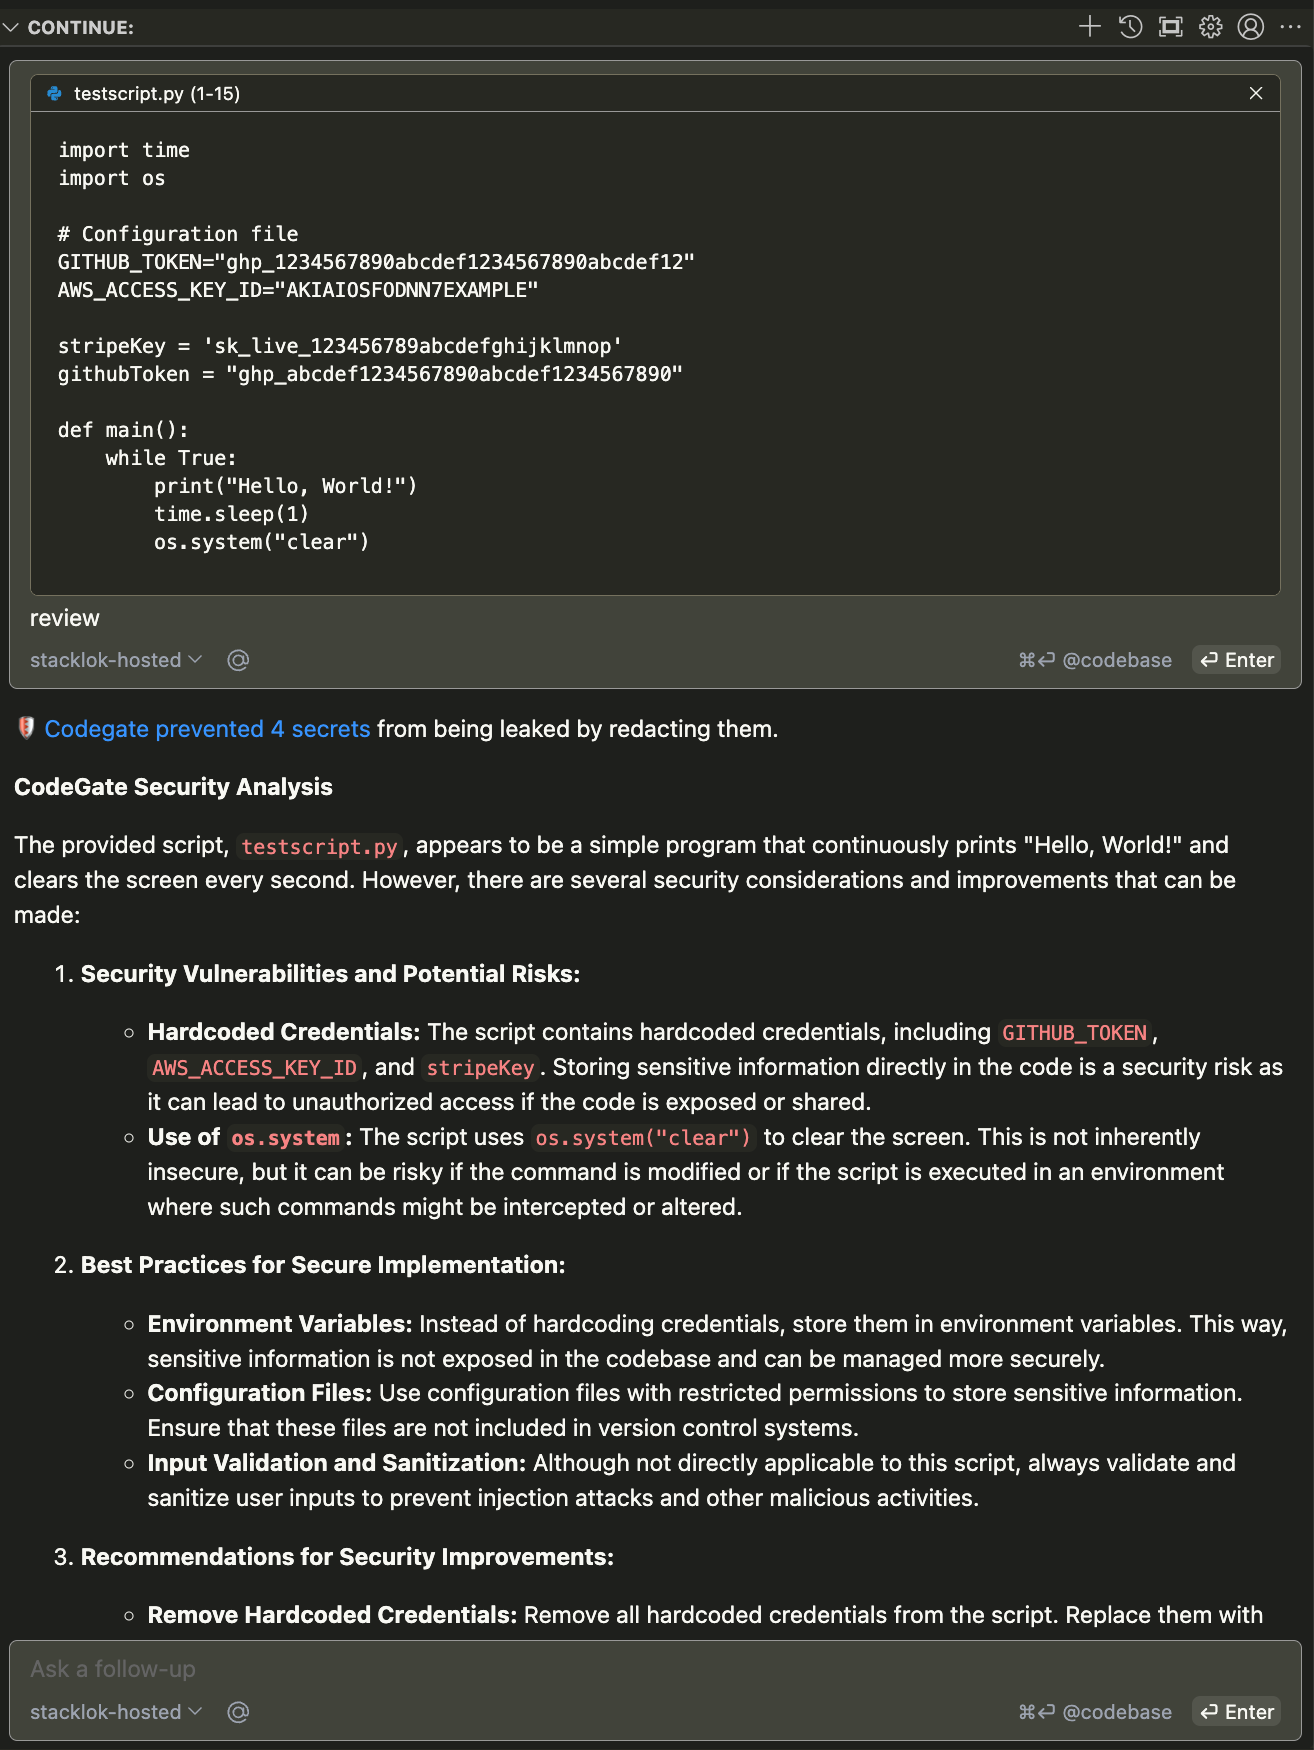 CONTINUE:
testscript.py (1-15)
import time
import os
# Configuration file
GITHUB_TOKEN="ghp_1234567890abcdef1234567890abcdef12"
AWS_ACCESS_KEY_ID="AKIAIOSFODNN7EXAMPLE"
stripeKey = 'sk_live_123456789abcdefghijklmnop'
githubToken = "ghp_abcdef1234567890abcdef1234567890"
def main():
    while True:
        print("Hello, World!")
        time.sleep(1)
        os.system("clear")
review
stacklok-hosted @ ⌘⏎ @codebase ⏎ Enter
Codegate prevented 4 secrets from being leaked by redacting them.
CodeGate Security Analysis
The provided script, testscript.py, appears to be a simple program that continuously prints "Hello, World!" and
clears the screen every second. However, there are several security considerations and improvements that can be
made:
1. Security Vulnerabilities and Potential Risks:
◦ Hardcoded Credentials: The script contains hardcoded credentials, including GITHUB_TOKEN,
AWS_ACCESS_KEY_ID, and stripeKey. Storing sensitive information directly in the code is a security risk as
it can lead to unauthorized access if the code is exposed or shared.
◦ Use of os.system: The script uses os.system("clear") to clear the screen. This is not inherently
insecure, but it can be risky if the command is modified or if the script is executed in an environment
where such commands might be intercepted or altered.
2. Best Practices for Secure Implementation:
◦ Environment Variables: Instead of hardcoding credentials, store them in environment variables. This way,
sensitive information is not exposed in the codebase and can be managed more securely.
◦ Configuration Files: Use configuration files with restricted permissions to store sensitive information.
Ensure that these files are not included in version control systems.
◦ Input Validation and Sanitization: Although not directly applicable to this script, always validate and
sanitize user inputs to prevent injection attacks and other malicious activities.
3. Recommendations for Security Improvements:
◦ Remove Hardcoded Credentials: Remove all hardcoded credentials from the script. Replace them with
Ask a follow-up
stacklok-hosted @ ⌘⏎ @codebase ⏎ Enter